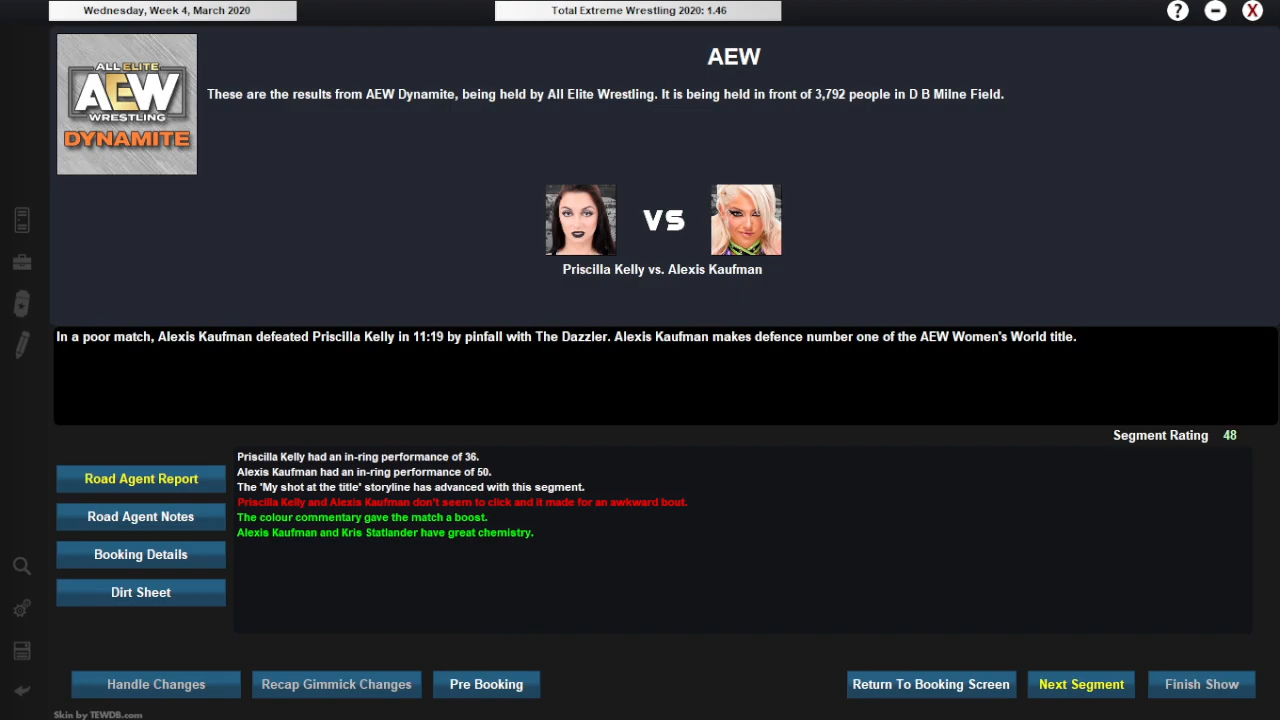 Wednesday, Week 4, March 2020
Total Extreme Wrestling 2020: 1.46
? – X
ALL ELITE
AEW
WRESTLING
DYNAMITE
AEW
These are the results from AEW Dynamite, being held by All Elite Wrestling. It is being held in front of 3,792 people in D B Milne Field.
VS
Priscilla Kelly vs. Alexis Kaufman
In a poor match, Alexis Kaufman defeated Priscilla Kelly in 11:19 by pinfall with The Dazzler. Alexis Kaufman makes defence number one of the AEW Women's World title.
Segment Rating 48
Road Agent Report
Road Agent Notes
Booking Details
Dirt Sheet
Priscilla Kelly had an in-ring performance of 36.
Alexis Kaufman had an in-ring performance of 50.
The 'My shot at the title' storyline has advanced with this segment.
Priscilla Kelly and Alexis Kaufman don't seem to click and it made for an awkward bout.
The colour commentary gave the match a boost.
Alexis Kaufman and Kris Statlander have great chemistry.
Handle Changes
Recap Gimmick Changes
Pre Booking
Return To Booking Screen
Next Segment
Finish Show
Skin by TEWDB.com